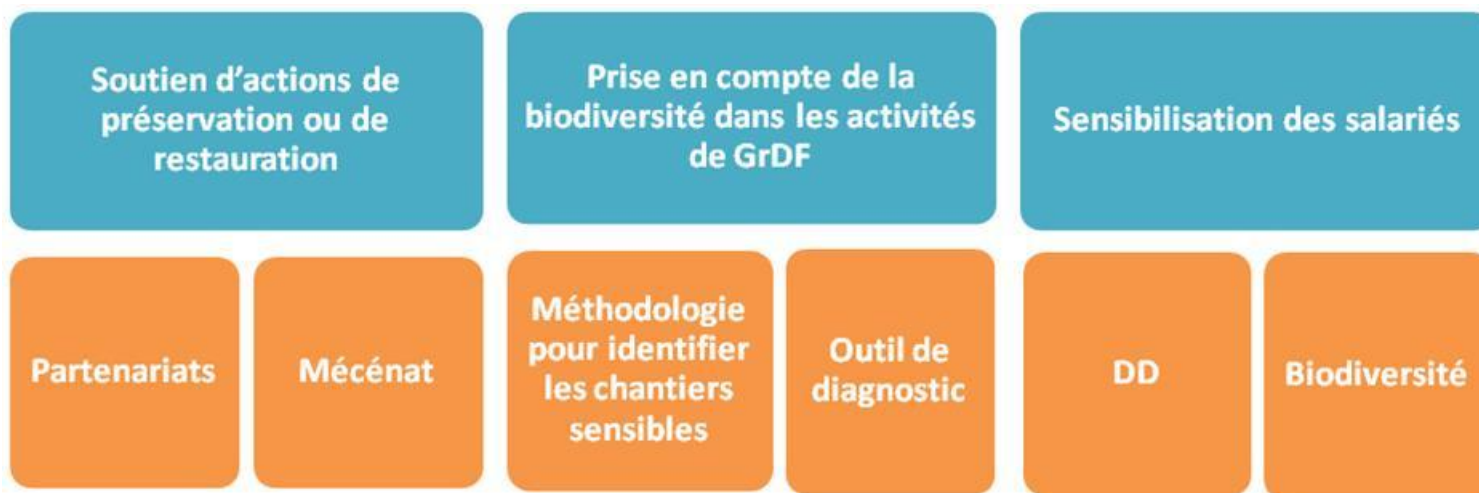 Soutien d'actions de
préservation ou de
restauration
Prise en compte de la
biodiversité dans les activités
de GrDF
Sensibilisation des salariés
Partenariats
Mécénat
Méthodologie
pour identifier
les chantiers
sensibles
Outil de
diagnostic
DD
Biodiversité